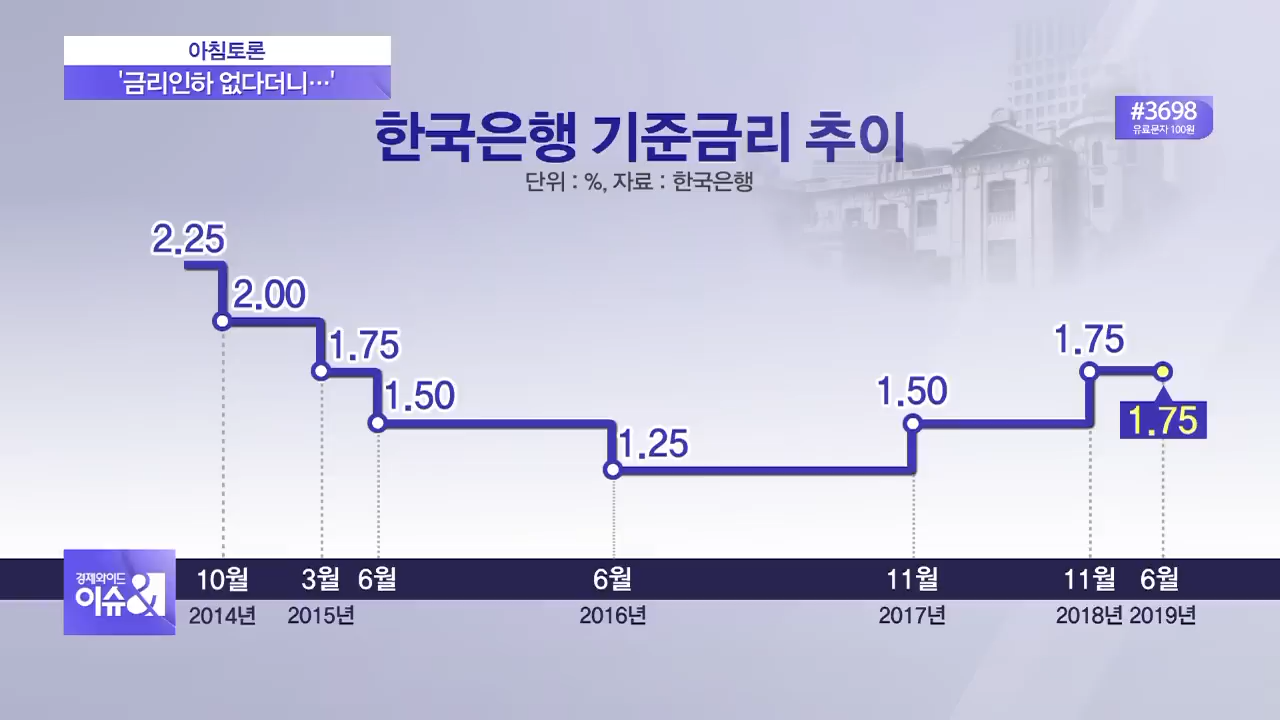 아침토론
'금리인하 없다더니…'
#3698
유료문자 100원
한국은행 기준금리 추이
단위 : %, 자료 : 한국은행
2.25
2.00
1.75
1.50
1.25
1.50
1.75
1.75
경제와이드
이슈&
10월 3월 6월 6월 11월 11월 6월
2014년 2015년 2016년 2017년 2018년 2019년